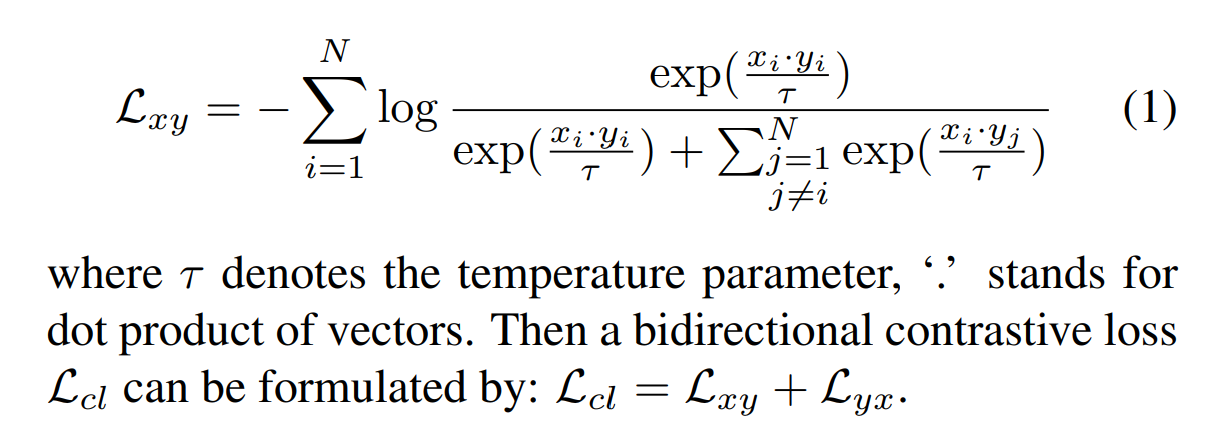 $\mathcal{L}_{xy} = -\sum_{i=1}^{N} \log \frac{\exp(\frac{x_i \cdot y_i}{\tau})}{\exp(\frac{x_i \cdot y_i}{\tau}) + \sum_{\substack{j=1 \\ j \neq i}}^{N} \exp(\frac{x_i \cdot y_j}{\tau})}$ (1)
where $\tau$ denotes the temperature parameter, ‘.’ stands for
dot product of vectors. Then a bidirectional contrastive loss
$\mathcal{L}_{cl}$ can be formulated by: $\mathcal{L}_{cl} = \mathcal{L}_{xy} + \mathcal{L}_{yx}$.